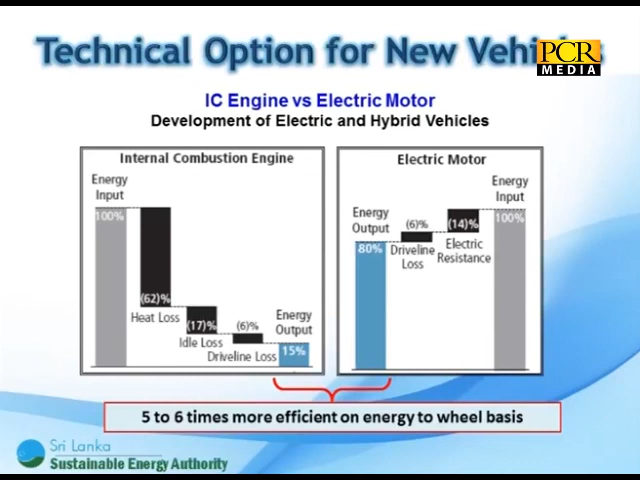 Technical Option for New Vehicles
PCR
MEDIA
IC Engine vs Electric Motor
Development of Electric and Hybrid Vehicles
Internal Combustion Engine
Energy
Input
100%
(62)%
Heat Loss
(17)%
Idle Loss
(6)%
Driveline Loss
Energy
Output
15%
Electric Motor
Energy
Output
80%
(6)%
Driveline
Loss
(14)%
Electric
Resistance
Energy
Input
100%
5 to 6 times more efficient on energy to wheel basis
Sri Lanka
Sustainable Energy Authority